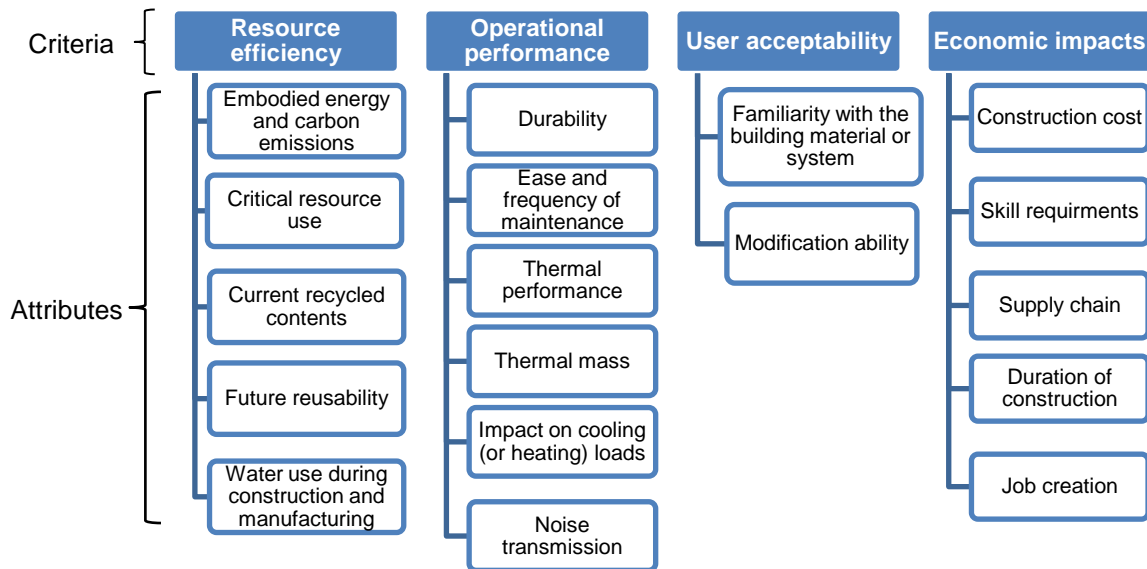 Criteria
Resource
efficiency
Operational
performance
User acceptability
Economic impacts
Attributes
Embodied energy
and carbon
emissions
Critical resource
use
Current recycled
contents
Future reusability
Water use during
construction and
manufacturing
Durability
Ease and
frequency of
maintenance
Thermal
performance
Thermal mass
Impact on cooling
(or heating) loads
Noise
transmission
Familiarity with the
building material or
system
Modification ability
Construction cost
Skill requirments
Supply chain
Duration of
construction
Job creation